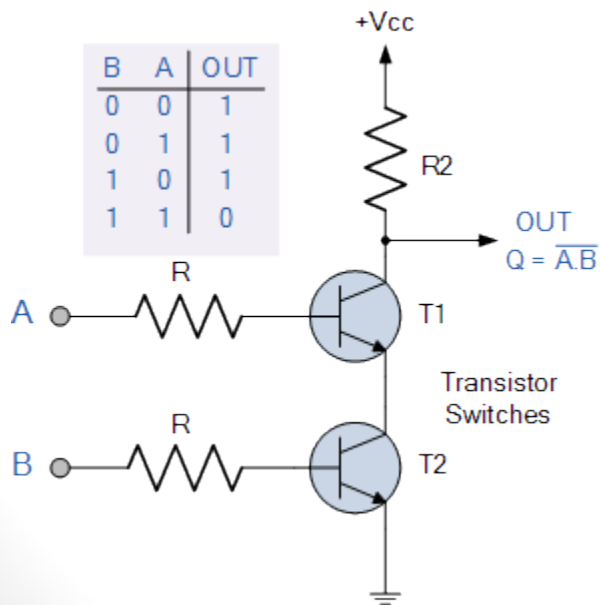 +Vcc
B A OUT
0 0 1
0 1 1
1 0 1
1 1 0
R2
OUT
Q = A̅.̅B̅
R
A
T1
Transistor
Switches
R
B
T2